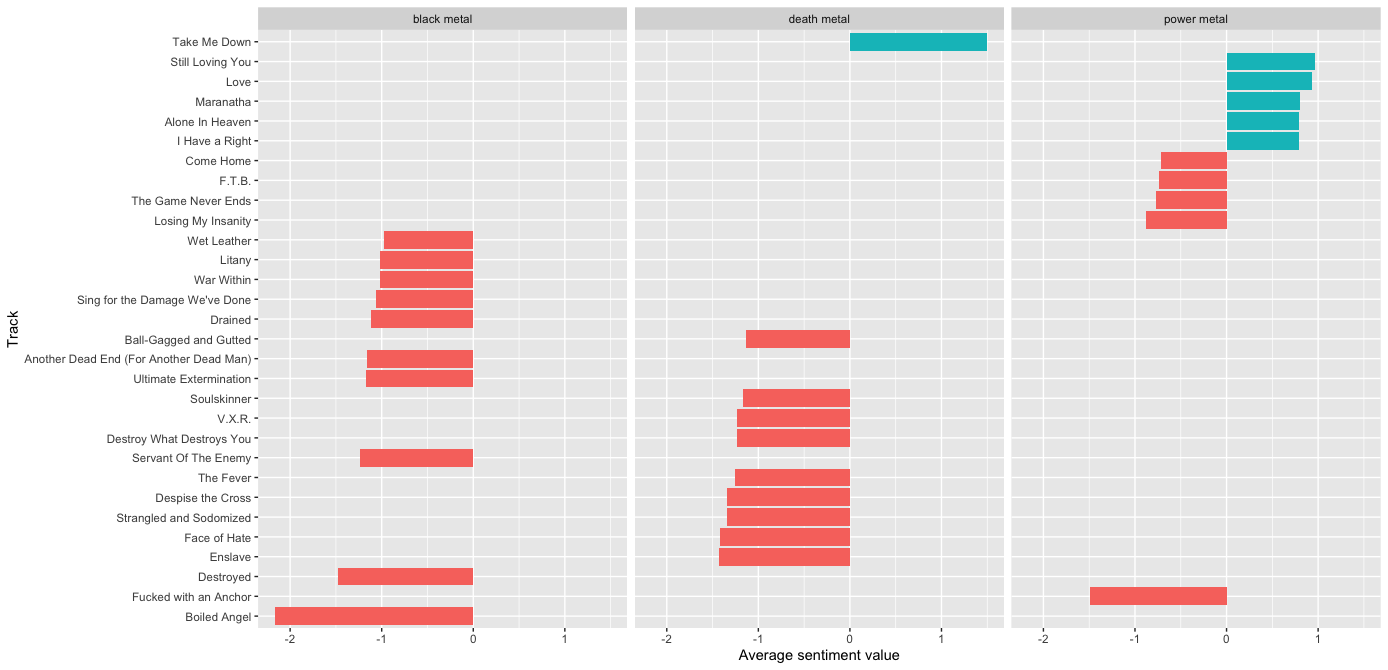 black metal death metal power metal
Take Me Down
Still Loving You
Love
Maranatha
Alone In Heaven
I Have a Right
Come Home
F.T.B.
The Game Never Ends
Losing My Insanity
Wet Leather
Litany
War Within
Sing for the Damage We've Done
Drained
Ball-Gagged and Gutted
Another Dead End (For Another Dead Man)
Ultimate Extermination
Soulskinner
V.X.R.
Destroy What Destroys You
Servant Of The Enemy
The Fever
Despise the Cross
Strangled and Sodomized
Face of Hate
Enslave
Destroyed
Fucked with an Anchor
Boiled Angel
Track
-2 -1 0 1 -2 -1 0 1 -2 -1 0 1
Average sentiment value